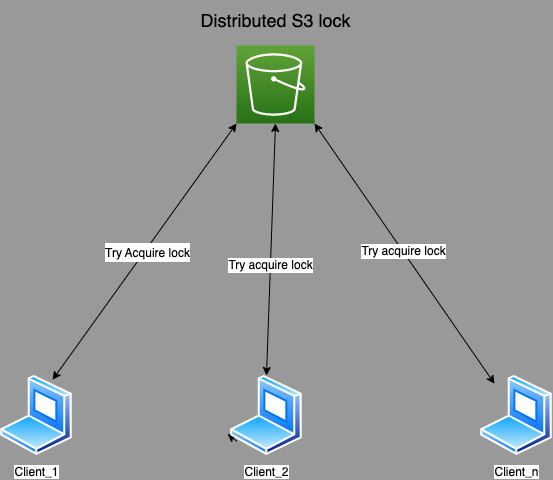 Distributed S3 lock
Try Acquire lock
Try acquire lock
Try acquire lock
Client_1
Client_2
Client_n